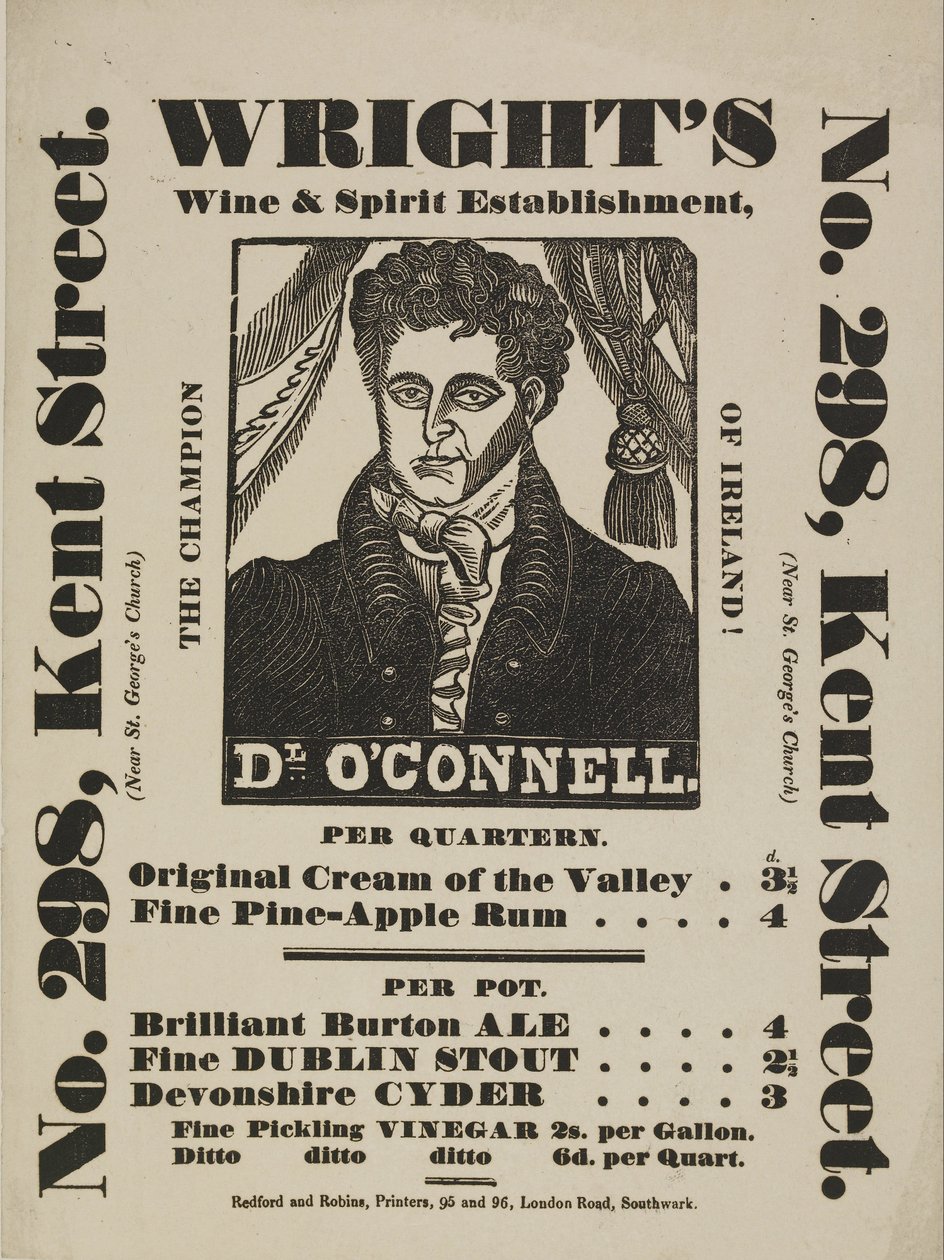 WRIGHT'S
Wine & Spirit Establishment,
No. 298, Kent Street.
(Near St. George's Church)
THE CHAMPION
OF IRELAND!
(Near St. George's Church)
No. 298, Kent Street.
DL. O'CONNELL.
PER QUARTERN.
d.
Original Cream of the Valley . 3½
Fine Pine-Apple Rum . . . . 4
PER POT.
Brilliant Burton ALE . . . . 4
Fine DUBLIN STOUT . . . . 2½
Devonshire CYDER . . . . 3
Fine Pickling VINEGAR 2s. per Gallon.
Ditto ditto ditto 6d. per Quart.
Redford and Robins, Printers, 95 and 96, London Road, Southwark.